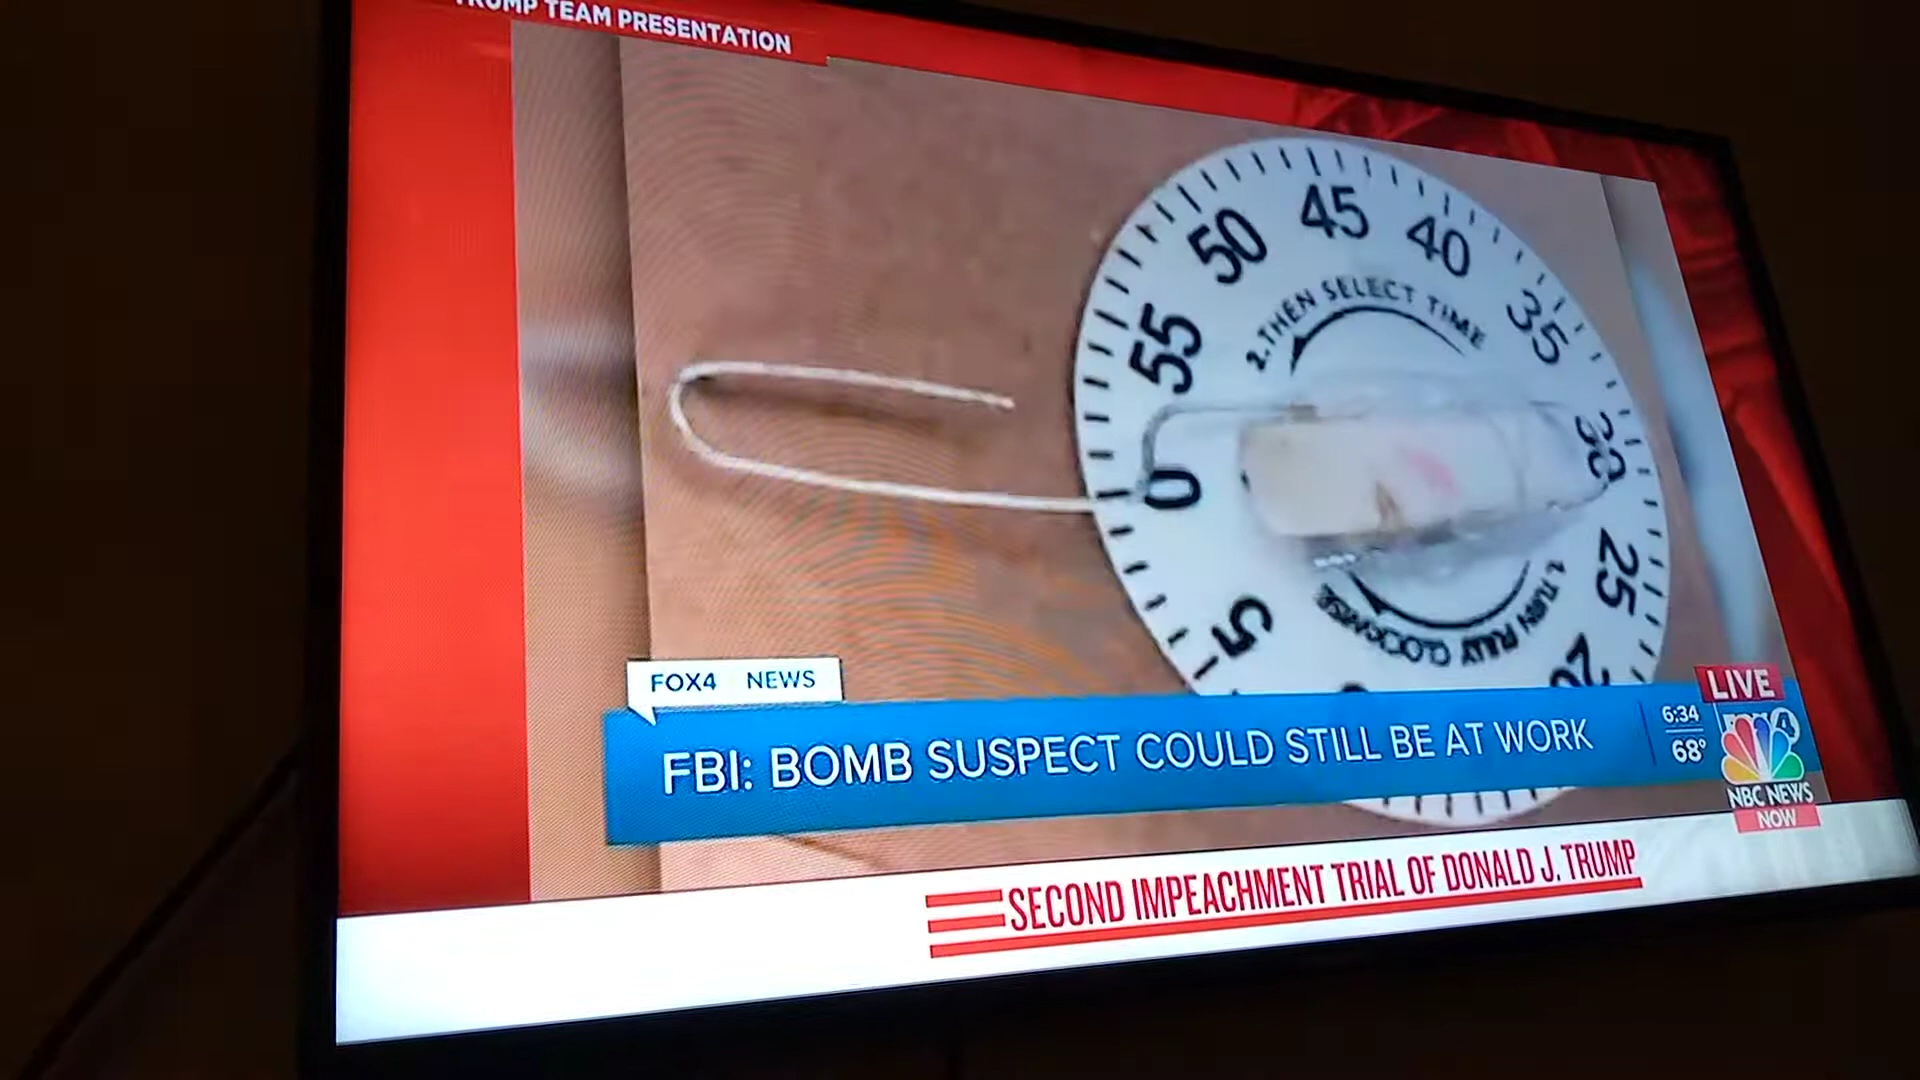 TRUMP TEAM PRESENTATION
45
50
40
35
55
2. THEN SELECT TIME
30
0
25
5
1. TURN FULLY CLOCKWISE
20
FOX4 NEWS
LIVE
FBI: BOMB SUSPECT COULD STILL BE AT WORK
6:34
68°
4
NBC NEWS
NOW
SECOND IMPEACHMENT TRIAL OF DONALD J. TRUMP